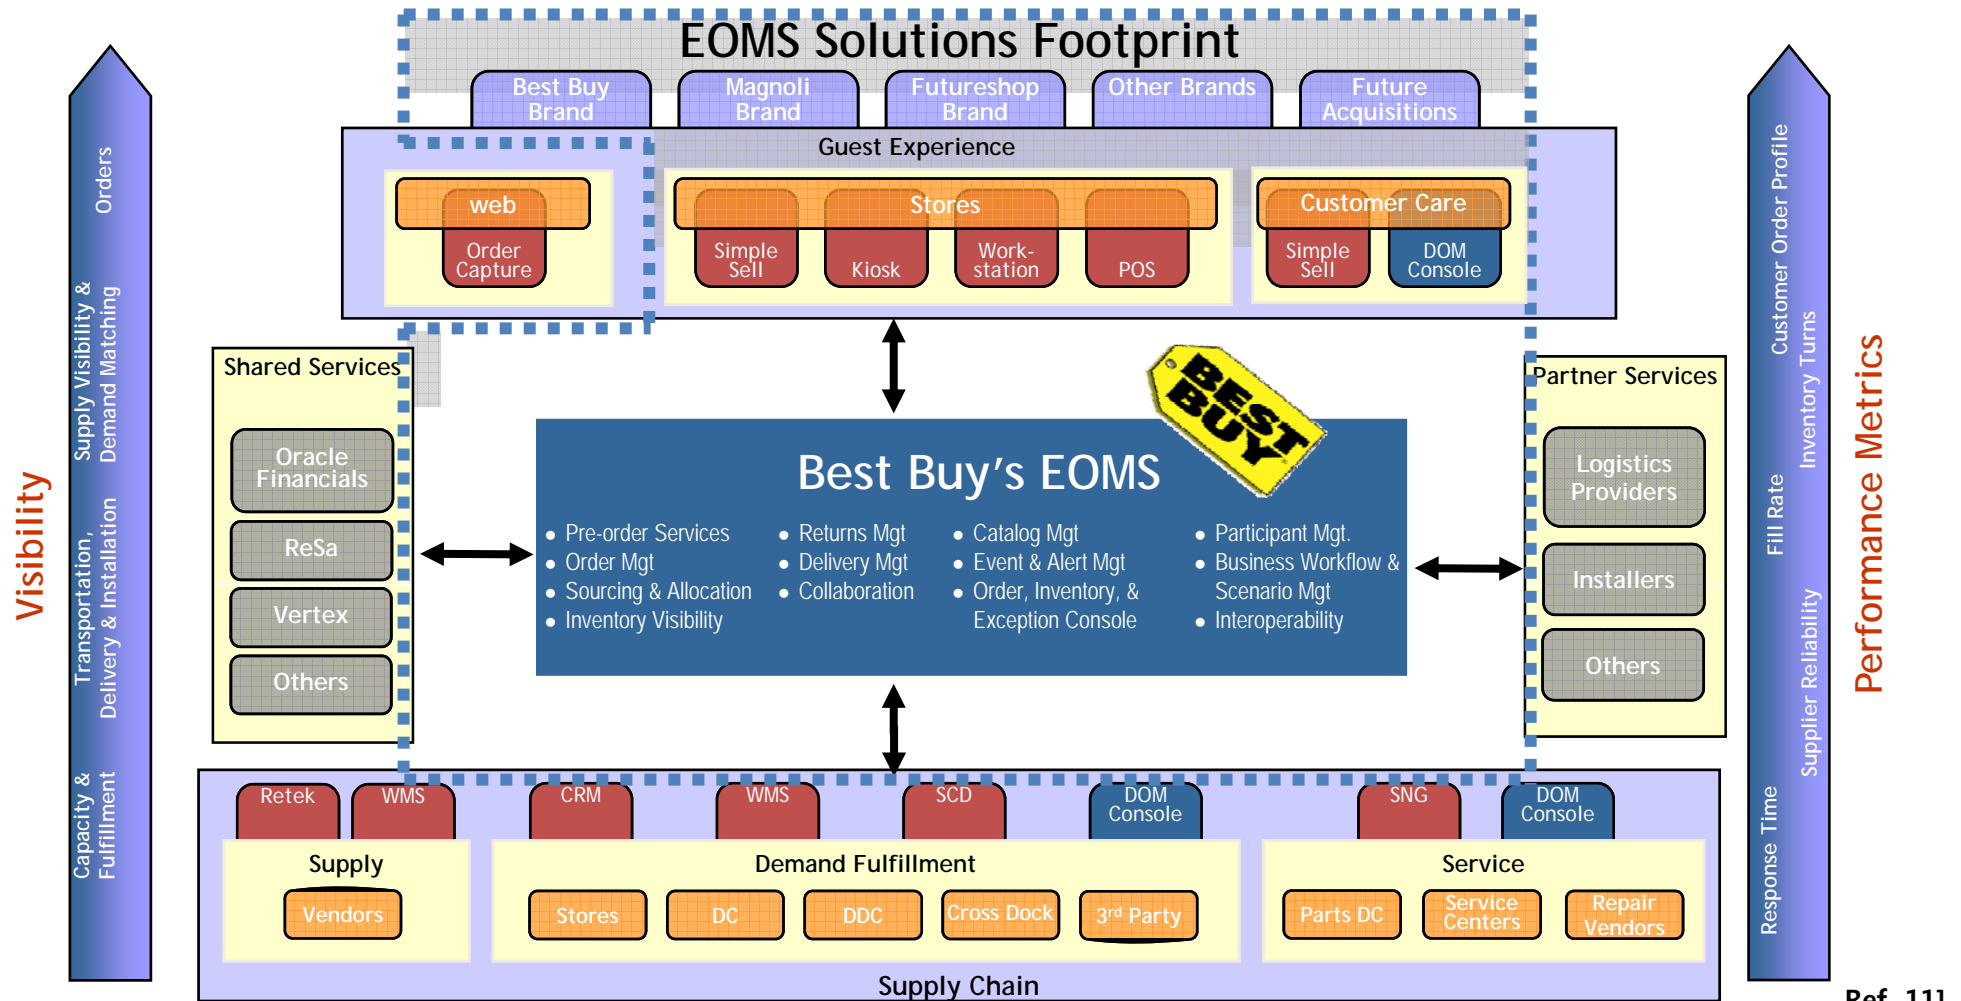 EOMS Solutions Footprint
Best Buy
Brand
Magnoli
Brand
Futureshop
Brand
Other Brands
Future
Acquisitions
Guest Experience
web
Order
Capture
Stores
Simple
Sell
Kiosk
Work-
station
POS
Customer Care
Simple
Sell
DOM
Console
Visibility
Orders
Supply Visibility &
Demand Matching
Transportation,
Delivery & Installation
Capacity &
Fulfillment
Shared Services
Oracle
Financials
ReSa
Vertex
Others
BEST
BUY
Best Buy’s EOMS
● Pre-order Services
● Order Mgt
● Sourcing & Allocation
● Inventory Visibility
● Returns Mgt
● Delivery Mgt
● Collaboration
● Catalog Mgt
● Event & Alert Mgt
● Order, Inventory, &
Exception Console
● Participant Mgt.
● Business Workflow &
Scenario Mgt
● Interoperability
Partner Services
Logistics
Providers
Installers
Others
Customer Order Profile
Inventory Turns
Fill Rate
Supplier Reliability
Response Time
Performance Metrics
Retek
WMS
CRM
WMS
SCD
DOM
Console
SNG
DOM
Console
Supply
Vendors
Demand Fulfillment
Stores
DC
DDC
Cross Dock
3rd Party
Service
Parts DC
Service
Centers
Repair
Vendors
Supply Chain
Ref. 11]